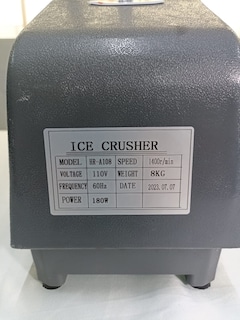 ICE CRUSHER
MODEL BR-A108 SPEED 1400r/min
VOLTAGE 110V WEIGHT 8KG
FREQUENCY 60Hz DATE 2023.07.07
POWER 180W